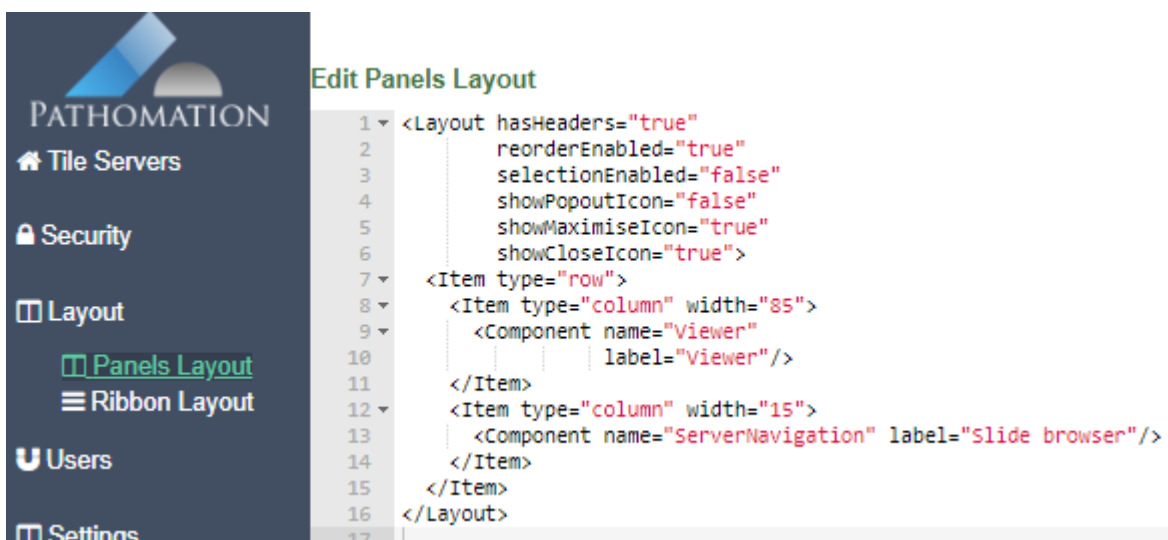 PATHOMATION
Tile Servers
Security
Layout
Panels Layout
Ribbon Layout
Users
Settings
Edit Panels Layout
1 <Layout hasHeaders="true"
2 reorderEnabled="true"
3 selectionEnabled="false"
4 showPopoutIcon="false"
5 showMaximiseIcon="true"
6 showCloseIcon="true">
7 <Item type="row">
8 <Item type="column" width="85">
9 <Component name="Viewer"
10 label="Viewer"/>
11 </Item>
12 <Item type="column" width="15">
13 <Component name="ServerNavigation" label="Slide browser"/>
14 </Item>
15 </Item>
16 </Layout>
17